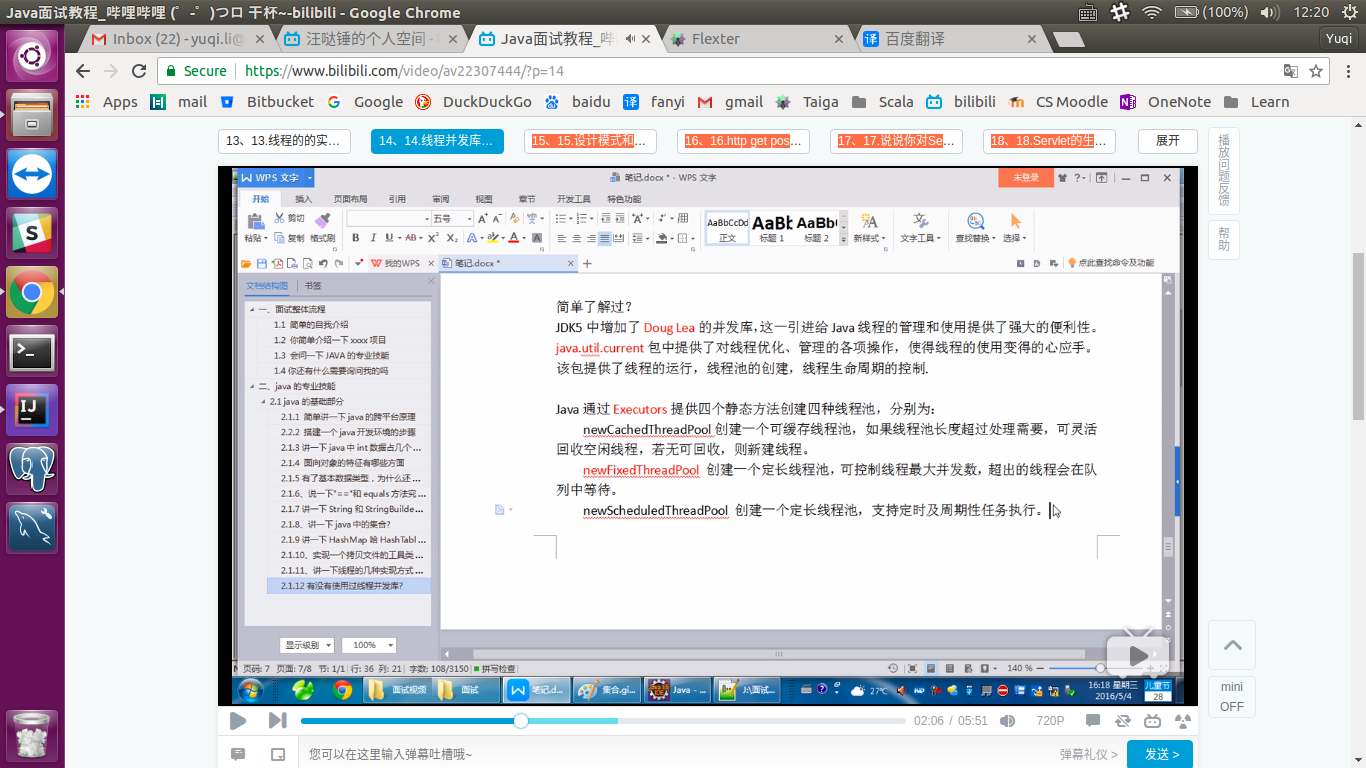 Java面试教程_哔哩哔哩 (゜-゜)つロ 干杯~-bilibili - Google Chrome
(100%)
12:20
Inbox (22) - yuqi.li@
汪哒锤的个人空间 -
Java面试教程_哔
Flexter
百度翻译
Yuqi
Secure
https://www.bilibili.com/video/av22307444/?p=14
Apps
mail
Bitbucket
Google
DuckDuckGo
baidu
fanyi
gmail
Taiga
Scala
bilibili
CS Moodle
OneNote
Learn
13、13.线程的的实...
14、14.线程并发库...
15、15.设计模式和...
16、16.http get pos...
17、17.说说你对Se...
18、18.Servlet的生...
展开
播放问题反馈
帮助
WPS 文字
笔记.docx * - WPS 文字
未登录
开始
插入
页面布局
引用
审阅
视图
章节
开发工具
特色功能
粘贴
剪切
复制
格式刷
五号
AaBbCcDd
正文
标题 1
标题 2
新样式
文字工具
查找替换
选择
我的WPS
笔记.docx *
点此查找命令及功能
文档结构图
书签
一、面试整体流程
1.1 简单的自我介绍
1.2 你简单介绍一下 xxxx 项目
1.3 会问一下 JAVA 的专业技能
1.4 你还有什么需要询问我的吗
二、java 的专业技能
2.1 java 的基础部分
2.1.1 简单讲一下 java 的跨平台原理
2.2.2 搭建一个 java 开发环境的步骤
2.1.3 讲一下 java 中 int 数据占几个 ...
2.1.4 面向对象的特征有哪些方面
2.1.5 有了基本数据类型，为什么还 ...
2.1.6、说一下"=="和 equals 方法究 ...
2.1.7 讲一下 String 和 StringBuilde...
2.1.8、讲一下 java 中的集合?
2.1.9 讲一下 HashMap 哈 HashTabl ...
2.1.10、实现一个拷贝文件的工具类 ...
2.1.11、讲一下线程的几种实现方式 ...
2.1.12 有没有使用过线程并发库?
显示级别
100%
简单了解过？
JDK5 中增加了 Doug Lea 的并发库，这一引进给 Java 线程的管理和使用提供了强大的便利性。
java.util.current 包中提供了对线程优化、管理的各项操作，使得线程的使用变得的心应手。
该包提供了线程的运行，线程池的创建，线程生命周期的控制.
Java 通过 Executors 提供四个静态方法创建四种线程池，分别为：
newCachedThreadPool 创建一个可缓存线程池，如果线程池长度超过处理需要，可灵活
回收空闲线程，若无可回收，则新建线程。
newFixedThreadPool 创建一个定长线程池，可控制线程最大并发数，超出的线程会在队
列中等待。
newScheduledThreadPool 创建一个定长线程池，支持定时及周期性任务执行。
页码: 7
页面: 7/8
节: 1/1
行: 36
列: 21
字数: 108/3150
拼写检查
140 %
面试视频
面试
笔记.d...
集合.gi...
Java - ...
J:\面试...
27℃
16:18 星期三
2016/5/4
儿童节
28
02:06 / 05:51
720P
mini
OFF
您可以在这里输入弹幕吐槽哦~
弹幕礼仪 >
发送 >